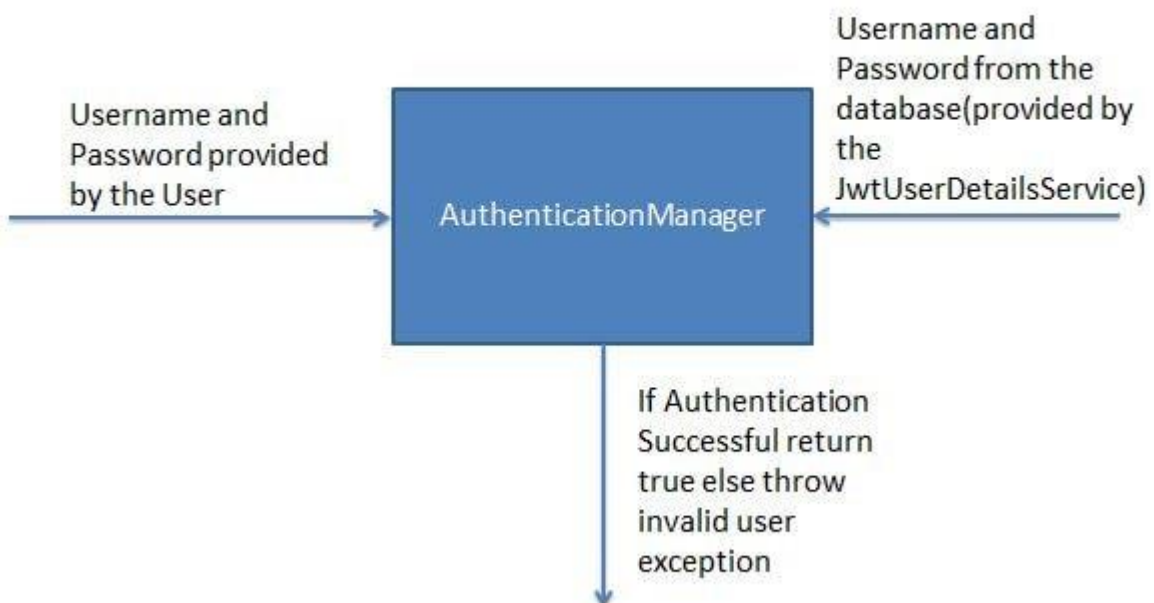 Username and
Password provided
by the User
AuthenticationManager
Username and
Password from the
database(provided by
the
JwtUserDetailsService)
If Authentication
Successful return
true else throw
invalid user
exception